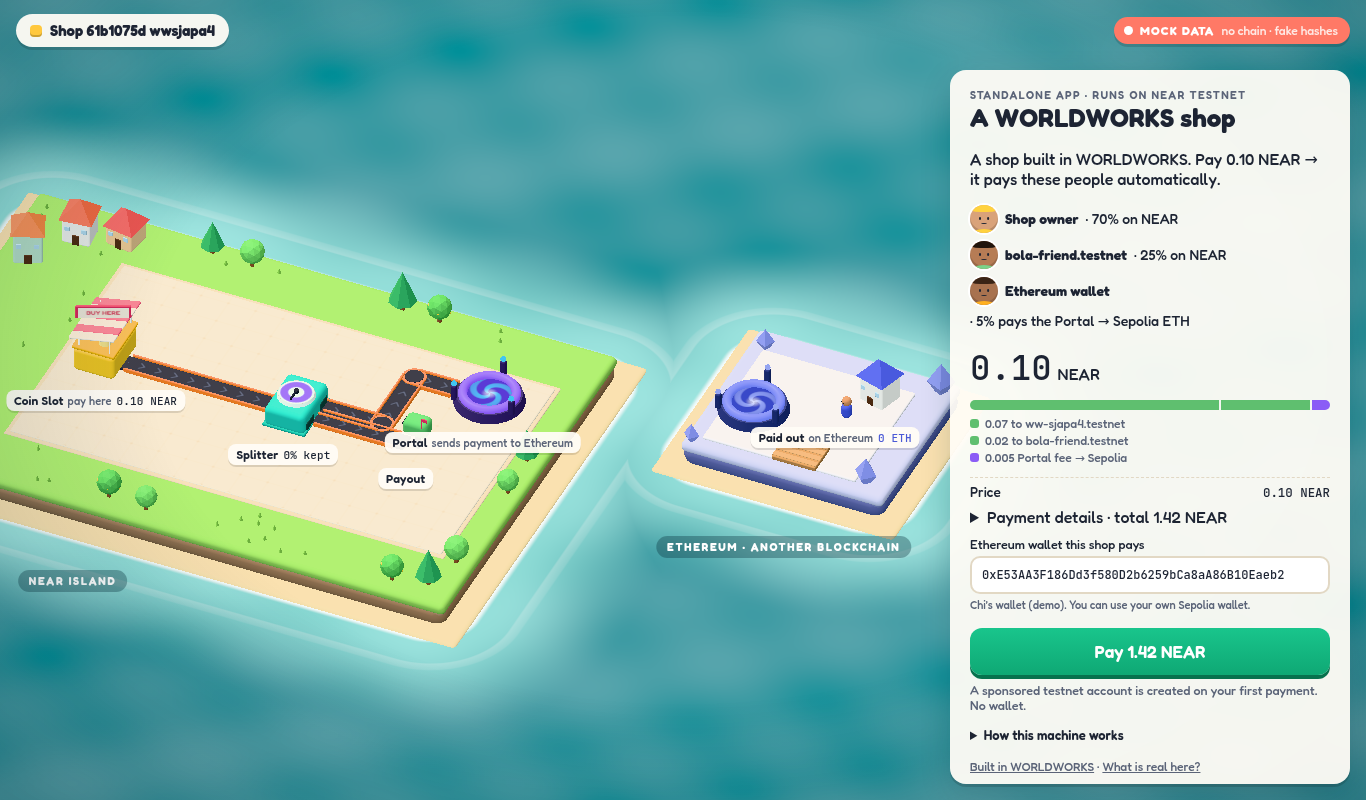 Shop 61b1075d wwsjapa4
MOCK DATA no chain · fake hashes
STANDALONE APP · RUNS ON NEAR TESTNET
A WORLDWORKS shop
A shop built in WORLDWORKS. Pay 0.10 NEAR →
it pays these people automatically.
Shop owner · 70% on NEAR
bola-friend.testnet · 25% on NEAR
Ethereum wallet
· 5% pays the Portal → Sepolia ETH
0.10 NEAR
0.07 to ww-sjapa4.testnet
0.02 to bola-friend.testnet
0.005 Portal fee → Sepolia
Price 0.10 NEAR
▶ Payment details · total 1.42 NEAR
Ethereum wallet this shop pays
0xE53AA3F186Dd3f580D2b6259bCa8aA86B10Eaeb2
Chi's wallet (demo). You can use your own Sepolia wallet.
Pay 1.42 NEAR
A sponsored testnet account is created on your first payment.
No wallet.
▶ How this machine works
Built in WORLDWORKS · What is real here?
BUY HERE
Coin Slot pay here 0.10 NEAR
Splitter 0% kept
Portal sends payment to Ethereum
Payout
Paid out on Ethereum 0 ETH
ETHEREUM · ANOTHER BLOCKCHAIN
NEAR ISLAND